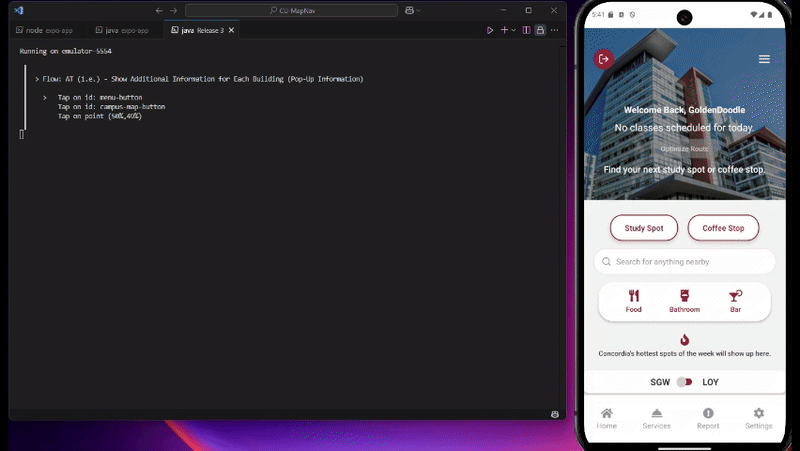 CU-MapNav
node expo-app
java expo-app
java Release 3
Running on emulator-5554
> Flow: AT (i.e.) - Show Additional Information for Each Building (Pop-Up Information)
> Tap on id: menu-button
Tap on id: campus-map-button
Tap on point (50%,40%)
5:41
Welcome Back, GoldenDoodle
No classes scheduled for today.
Optimize Route
Find your next study spot or coffee stop.
Study Spot
Coffee Stop
Search for anything nearby
Food
Bathroom
Bar
Concordia's hottest spots of the week will show up here.
SGW
LOY
Home
Services
Report
Settings